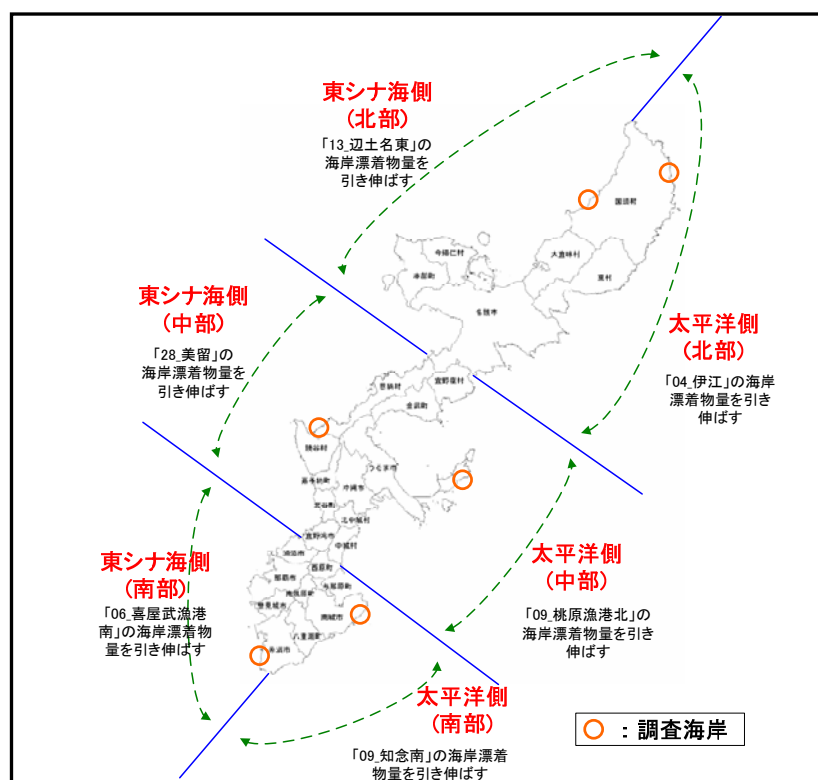 東シナ海側
(北部)
「13_辺土名東」の
海岸漂着物量を
引き伸ばす
国頭村
大宜味村
東村
今帰仁村
本部町
名護市
東シナ海側
(中部)
「28_美留」の
海岸漂着物量を
引き伸ばす
太平洋側
(北部)
「04_伊江」の海岸
漂着物量を引き
伸ばす
恩納村
宜野座村
金武町
読谷村
うるま市
嘉手納町
沖縄市
北谷町
北中城村
宜野湾市
中城村
浦添市
西原町
那覇市
与那原町
南風原町
豊見城市
南城市
八重瀬町
糸満市
東シナ海側
(南部)
「06_喜屋武漁港
南」の海岸漂着物
量を引き伸ばす
太平洋側
(中部)
「09_桃原漁港北」の
海岸漂着物量を引き
伸ばす
太平洋側
(南部)
「09_知念南」の海岸漂着
物量を引き伸ばす
:調査海岸